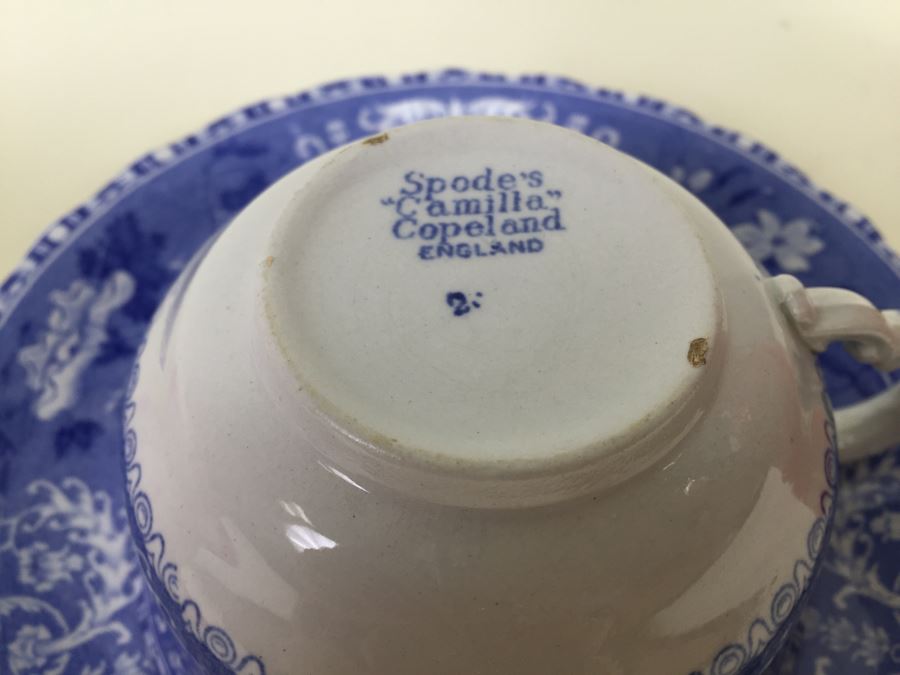 Spode's
"Camilla"
Copeland
ENGLAND
2.